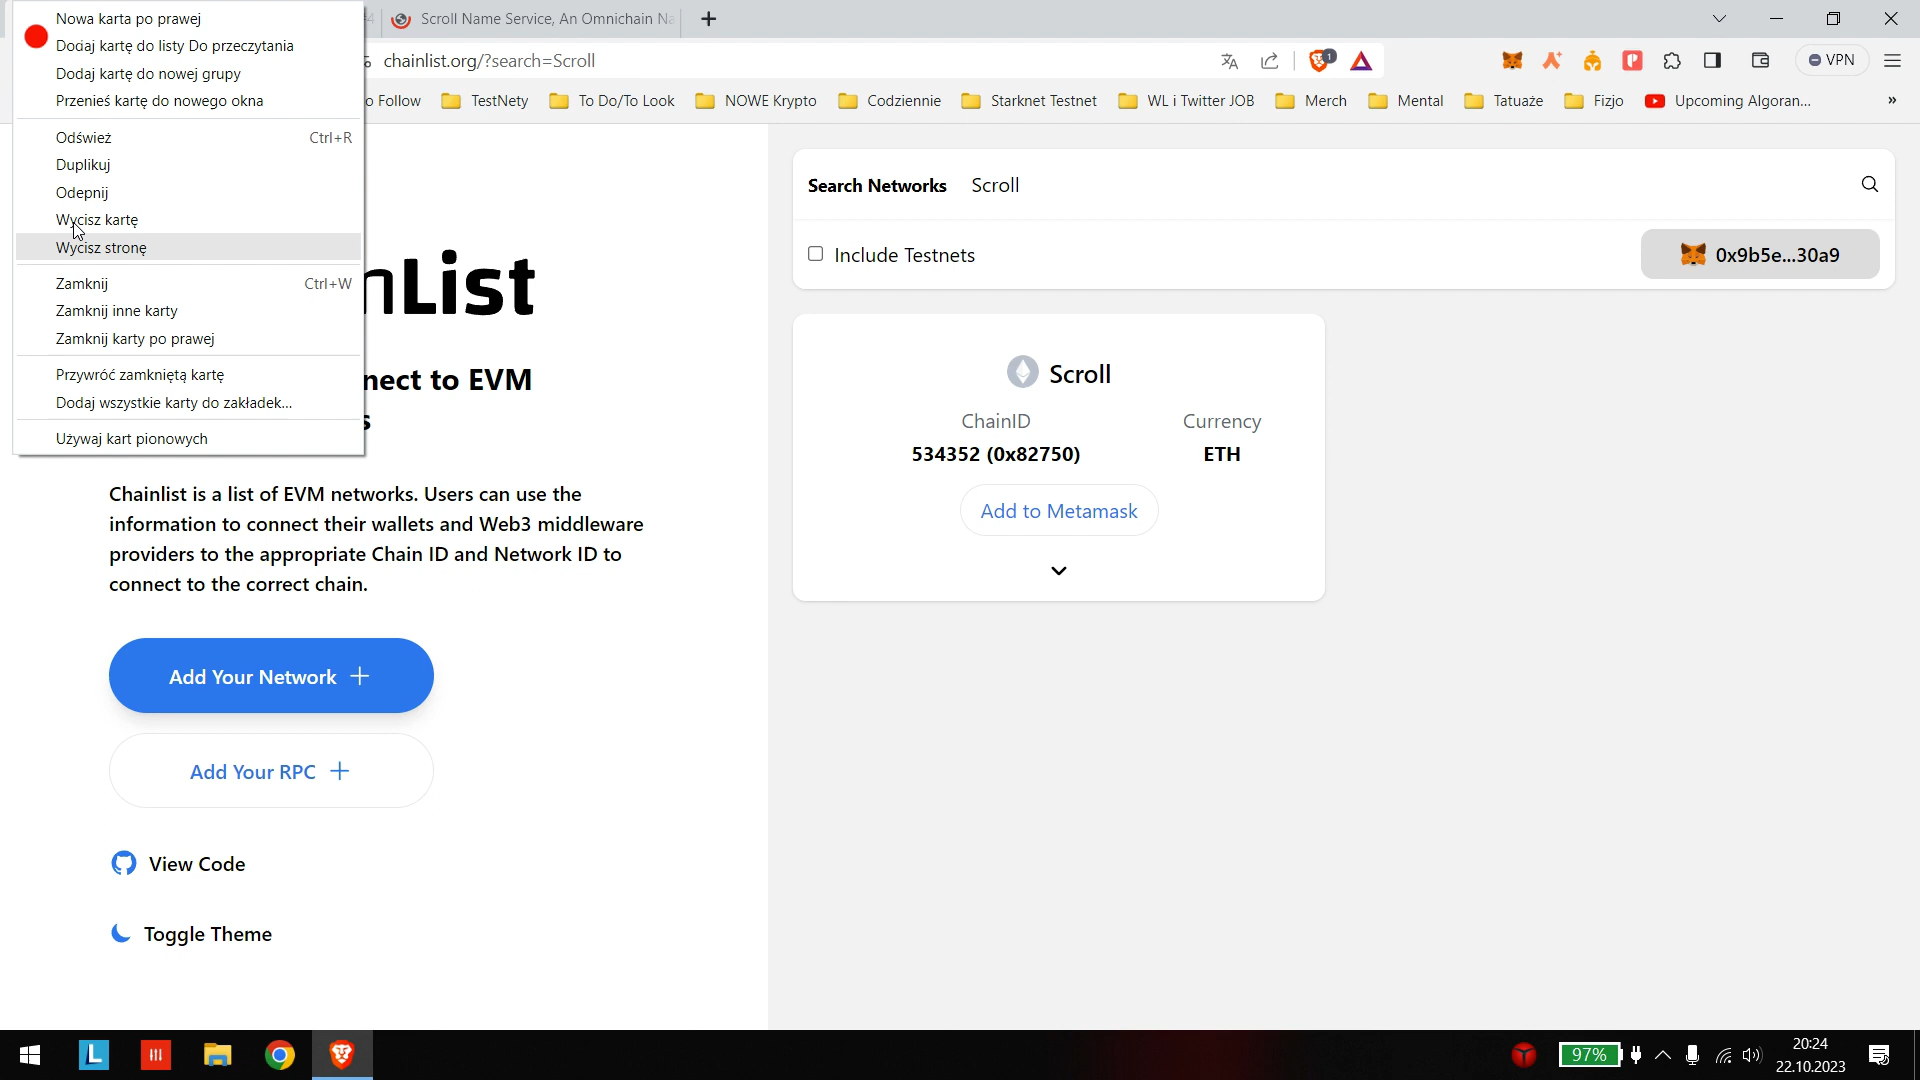 Nowa karta po prawej
Dodaj kartę do listy Do przeczytania
Dodaj kartę do nowej grupy
Przenieś kartę do nowego okna
Odśwież Ctrl+R
Duplikuj
Odepnij
Wycisz kartę
Wycisz stronę
Zamknij Ctrl+W
Zamknij inne karty
Zamknij karty po prawej
Przywróć zamkniętą kartę
Dodaj wszystkie karty do zakładek...
Używaj kart pionowych
Scroll Name Service, An Omnichain Na
chainlist.org/?search=Scroll
1
VPN
o Follow
TestNety
To Do/To Look
NOWE Krypto
Codziennie
Starknet Testnet
WL i Twitter JOB
Merch
Mental
Tatuaże
Fizjo
Upcoming Algoran...
»
nList
nect to EVM
s
Chainlist is a list of EVM networks. Users can use the
information to connect their wallets and Web3 middleware
providers to the appropriate Chain ID and Network ID to
connect to the correct chain.
Add Your Network
Add Your RPC
View Code
Toggle Theme
Search Networks Scroll
Include Testnets
0x9b5e...30a9
Scroll
ChainID Currency
534352 (0x82750) ETH
Add to Metamask
L
97%
20:24
22.10.2023